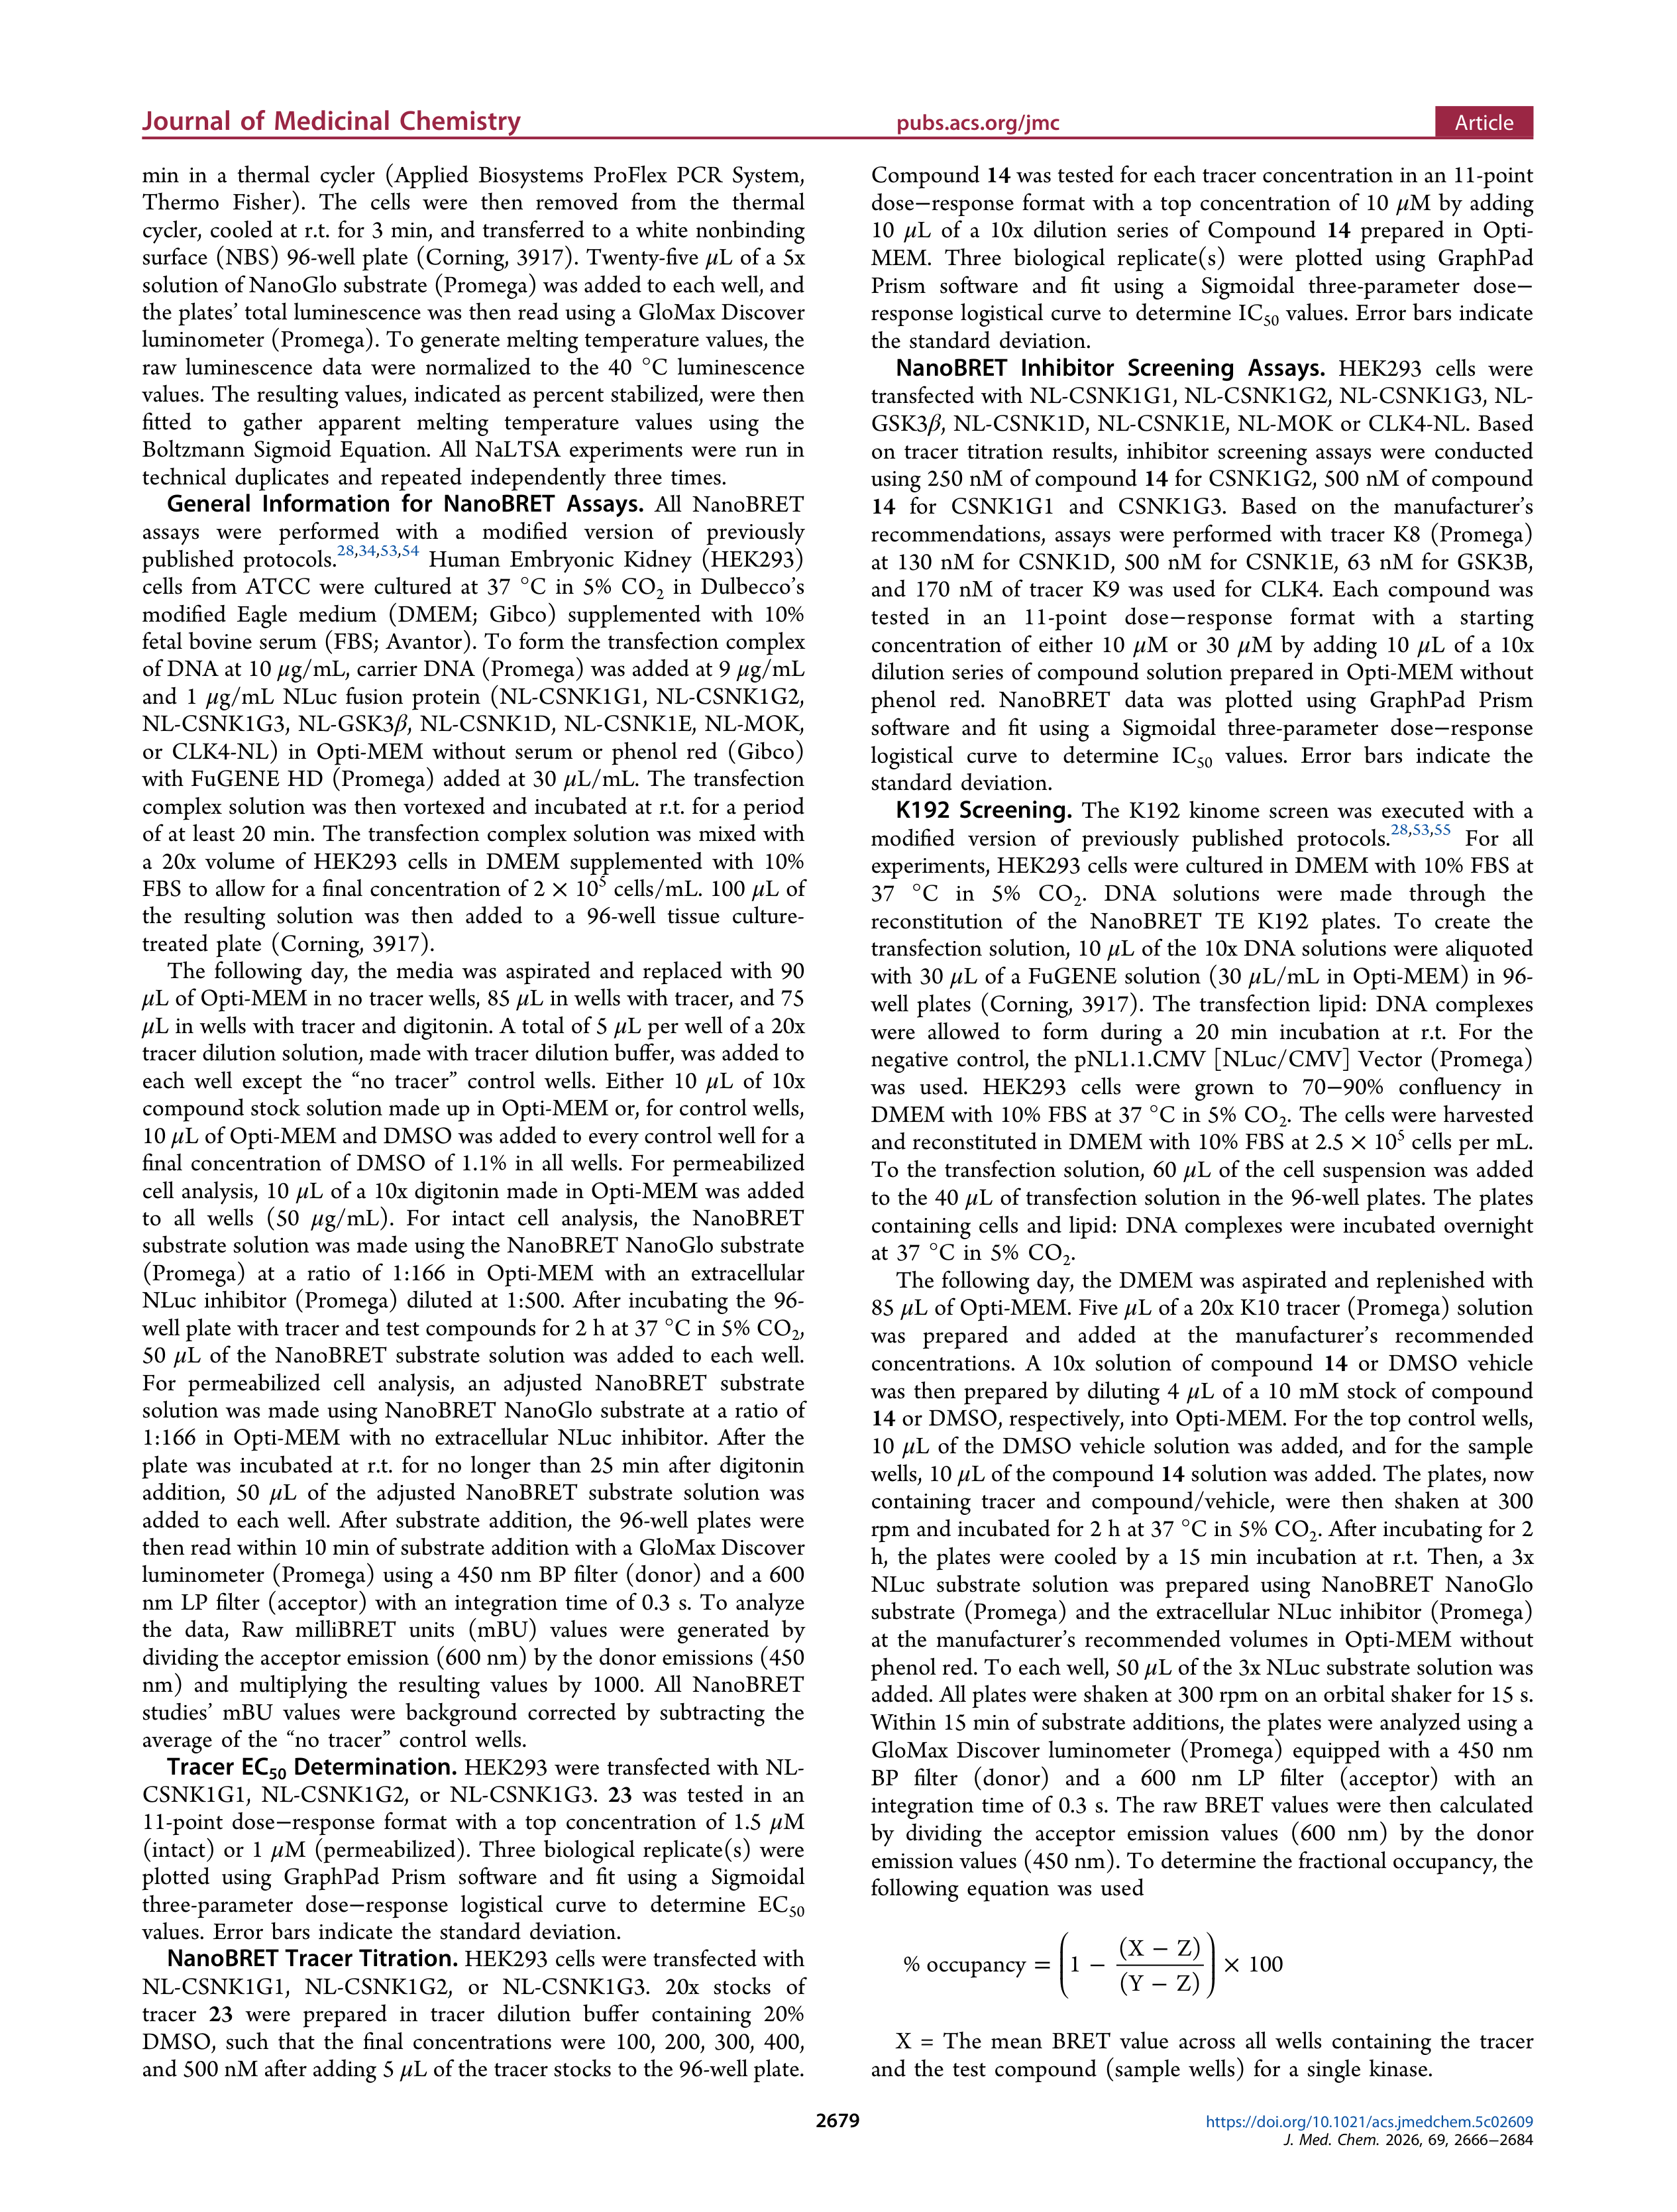 Journal of Medicinal Chemistry
pubs.acs.org/jmc
Article
min in a thermal cycler (Applied Biosystems ProFlex PCR System,
Thermo Fisher). The cells were then removed from the thermal
cycler, cooled at r.t. for 3 min, and transferred to a white nonbinding
surface (NBS) 96-well plate (Corning, 3917). Twenty-five μL of a 5x
solution of NanoGlo substrate (Promega) was added to each well, and
the plates’ total luminescence was then read using a GloMax Discover
luminometer (Promega). To generate melting temperature values, the
raw luminescence data were normalized to the 40 °C luminescence
values. The resulting values, indicated as percent stabilized, were then
fitted to gather apparent melting temperature values using the
Boltzmann Sigmoid Equation. All NaLTSA experiments were run in
technical duplicates and repeated independently three times.
General Information for NanoBRET Assays. All NanoBRET
assays were performed with a modified version of previously
published protocols.28,34,53,54 Human Embryonic Kidney (HEK293)
cells from ATCC were cultured at 37 °C in 5% CO2 in Dulbecco’s
modified Eagle medium (DMEM; Gibco) supplemented with 10%
fetal bovine serum (FBS; Avantor). To form the transfection complex
of DNA at 10 μg/mL, carrier DNA (Promega) was added at 9 μg/mL
and 1 μg/mL NLuc fusion protein (NL-CSNK1G1, NL-CSNK1G2,
NL-CSNK1G3, NL-GSK3β, NL-CSNK1D, NL-CSNK1E, NL-MOK,
or CLK4-NL) in Opti-MEM without serum or phenol red (Gibco)
with FuGENE HD (Promega) added at 30 μL/mL. The transfection
complex solution was then vortexed and incubated at r.t. for a period
of at least 20 min. The transfection complex solution was mixed with
a 20x volume of HEK293 cells in DMEM supplemented with 10%
FBS to allow for a final concentration of 2 × 10⁵ cells/mL. 100 μL of
the resulting solution was then added to a 96-well tissue culture-
treated plate (Corning, 3917).
The following day, the media was aspirated and replaced with 90
μL of Opti-MEM in no tracer wells, 85 μL in wells with tracer, and 75
μL in wells with tracer and digitonin. A total of 5 μL per well of a 20x
tracer dilution solution, made with tracer dilution buffer, was added to
each well except the “no tracer” control wells. Either 10 μL of 10x
compound stock solution made up in Opti-MEM or, for control wells,
10 μL of Opti-MEM and DMSO was added to every control well for a
final concentration of DMSO of 1.1% in all wells. For permeabilized
cell analysis, 10 μL of a 10x digitonin made in Opti-MEM was added
to all wells (50 μg/mL). For intact cell analysis, the NanoBRET
substrate solution was made using the NanoBRET NanoGlo substrate
(Promega) at a ratio of 1:166 in Opti-MEM with an extracellular
NLuc inhibitor (Promega) diluted at 1:500. After incubating the 96-
well plate with tracer and test compounds for 2 h at 37 °C in 5% CO2,
50 μL of the NanoBRET substrate solution was added to each well.
For permeabilized cell analysis, an adjusted NanoBRET substrate
solution was made using NanoBRET NanoGlo substrate at a ratio of
1:166 in Opti-MEM with no extracellular NLuc inhibitor. After the
plate was incubated at r.t. for no longer than 25 min after digitonin
addition, 50 μL of the adjusted NanoBRET substrate solution was
added to each well. After substrate addition, the 96-well plates were
then read within 10 min of substrate addition with a GloMax Discover
luminometer (Promega) using a 450 nm BP filter (donor) and a 600
nm LP filter (acceptor) with an integration time of 0.3 s. To analyze
the data, Raw milliBRET units (mBU) values were generated by
dividing the acceptor emission (600 nm) by the donor emissions (450
nm) and multiplying the resulting values by 1000. All NanoBRET
studies’ mBU values were background corrected by subtracting the
average of the “no tracer” control wells.
Tracer EC50 Determination. HEK293 were transfected with NL-
CSNK1G1, NL-CSNK1G2, or NL-CSNK1G3. 23 was tested in an
11-point dose−response format with a top concentration of 1.5 μM
(intact) or 1 μM (permeabilized). Three biological replicate(s) were
plotted using GraphPad Prism software and fit using a Sigmoidal
three-parameter dose−response logistical curve to determine EC50
values. Error bars indicate the standard deviation.
NanoBRET Tracer Titration. HEK293 cells were transfected with
NL-CSNK1G1, NL-CSNK1G2, or NL-CSNK1G3. 20x stocks of
tracer 23 were prepared in tracer dilution buffer containing 20%
DMSO, such that the final concentrations were 100, 200, 300, 400,
and 500 nM after adding 5 μL of the tracer stocks to the 96-well plate.
Compound 14 was tested for each tracer concentration in an 11-point
dose−response format with a top concentration of 10 μM by adding
10 μL of a 10x dilution series of Compound 14 prepared in Opti-
MEM. Three biological replicate(s) were plotted using GraphPad
Prism software and fit using a Sigmoidal three-parameter dose−
response logistical curve to determine IC50 values. Error bars indicate
the standard deviation.
NanoBRET Inhibitor Screening Assays. HEK293 cells were
transfected with NL-CSNK1G1, NL-CSNK1G2, NL-CSNK1G3, NL-
GSK3β, NL-CSNK1D, NL-CSNK1E, NL-MOK or CLK4-NL. Based
on tracer titration results, inhibitor screening assays were conducted
using 250 nM of compound 14 for CSNK1G2, 500 nM of compound
14 for CSNK1G1 and CSNK1G3. Based on the manufacturer’s
recommendations, assays were performed with tracer K8 (Promega)
at 130 nM for CSNK1D, 500 nM for CSNK1E, 63 nM for GSK3B,
and 170 nM of tracer K9 was used for CLK4. Each compound was
tested in an 11-point dose−response format with a starting
concentration of either 10 μM or 30 μM by adding 10 μL of a 10x
dilution series of compound solution prepared in Opti-MEM without
phenol red. NanoBRET data was plotted using GraphPad Prism
software and fit using a Sigmoidal three-parameter dose−response
logistical curve to determine IC50 values. Error bars indicate the
standard deviation.
K192 Screening. The K192 kinome screen was executed with a
modified version of previously published protocols.28,53,55 For all
experiments, HEK293 cells were cultured in DMEM with 10% FBS at
37 °C in 5% CO2. DNA solutions were made through the
reconstitution of the NanoBRET TE K192 plates. To create the
transfection solution, 10 μL of the 10x DNA solutions were aliquoted
with 30 μL of a FuGENE solution (30 μL/mL in Opti-MEM) in 96-
well plates (Corning, 3917). The transfection lipid: DNA complexes
were allowed to form during a 20 min incubation at r.t. For the
negative control, the pNL1.1.CMV [NLuc/CMV] Vector (Promega)
was used. HEK293 cells were grown to 70−90% confluency in
DMEM with 10% FBS at 37 °C in 5% CO2. The cells were harvested
and reconstituted in DMEM with 10% FBS at 2.5 × 10⁵ cells per mL.
To the transfection solution, 60 μL of the cell suspension was added
to the 40 μL of transfection solution in the 96-well plates. The plates
containing cells and lipid: DNA complexes were incubated overnight
at 37 °C in 5% CO2.
The following day, the DMEM was aspirated and replenished with
85 μL of Opti-MEM. Five μL of a 20x K10 tracer (Promega) solution
was prepared and added at the manufacturer’s recommended
concentrations. A 10x solution of compound 14 or DMSO vehicle
was then prepared by diluting 4 μL of a 10 mM stock of compound
14 or DMSO, respectively, into Opti-MEM. For the top control wells,
10 μL of the DMSO vehicle solution was added, and for the sample
wells, 10 μL of the compound 14 solution was added. The plates, now
containing tracer and compound/vehicle, were then shaken at 300
rpm and incubated for 2 h at 37 °C in 5% CO2. After incubating for 2
h, the plates were cooled by a 15 min incubation at r.t. Then, a 3x
NLuc substrate solution was prepared using NanoBRET NanoGlo
substrate (Promega) and the extracellular NLuc inhibitor (Promega)
at the manufacturer’s recommended volumes in Opti-MEM without
phenol red. To each well, 50 μL of the 3x NLuc substrate solution was
added. All plates were shaken at 300 rpm on an orbital shaker for 15 s.
Within 15 min of substrate additions, the plates were analyzed using a
GloMax Discover luminometer (Promega) equipped with a 450 nm
BP filter (donor) and a 600 nm LP filter (acceptor) with an
integration time of 0.3 s. The raw BRET values were then calculated
by dividing the acceptor emission values (600 nm) by the donor
emission values (450 nm). To determine the fractional occupancy, the
following equation was used
% occupancy = (1 − (X − Z)/(Y − Z)) × 100
X = The mean BRET value across all wells containing the tracer
and the test compound (sample wells) for a single kinase.
2679
https://doi.org/10.1021/acs.jmedchem.5c02609
J. Med. Chem. 2026, 69, 2666−2684